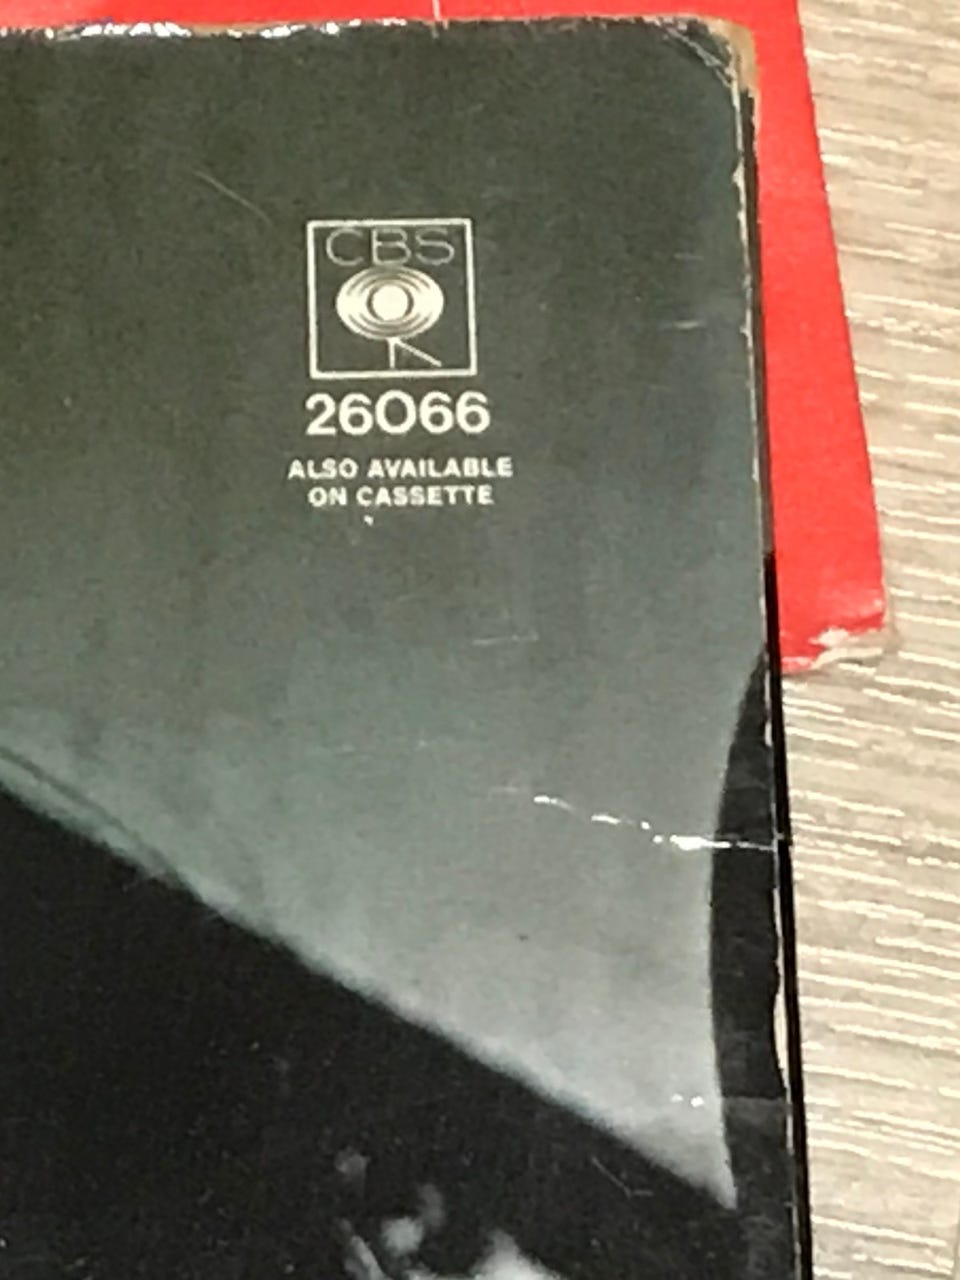 CBS
26066
ALSO AVAILABLE
ON CASSETTE